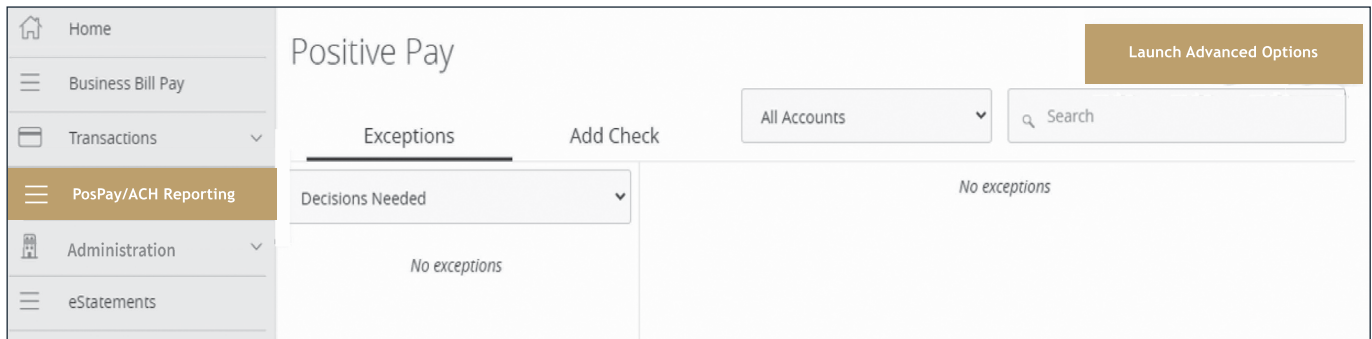 Home
Business Bill Pay
Transactions
PosPay/ACH Reporting
Administration
eStatements
Positive Pay
Launch Advanced Options
Exceptions
Add Check
All Accounts
Search
Decisions Needed
No exceptions
No exceptions